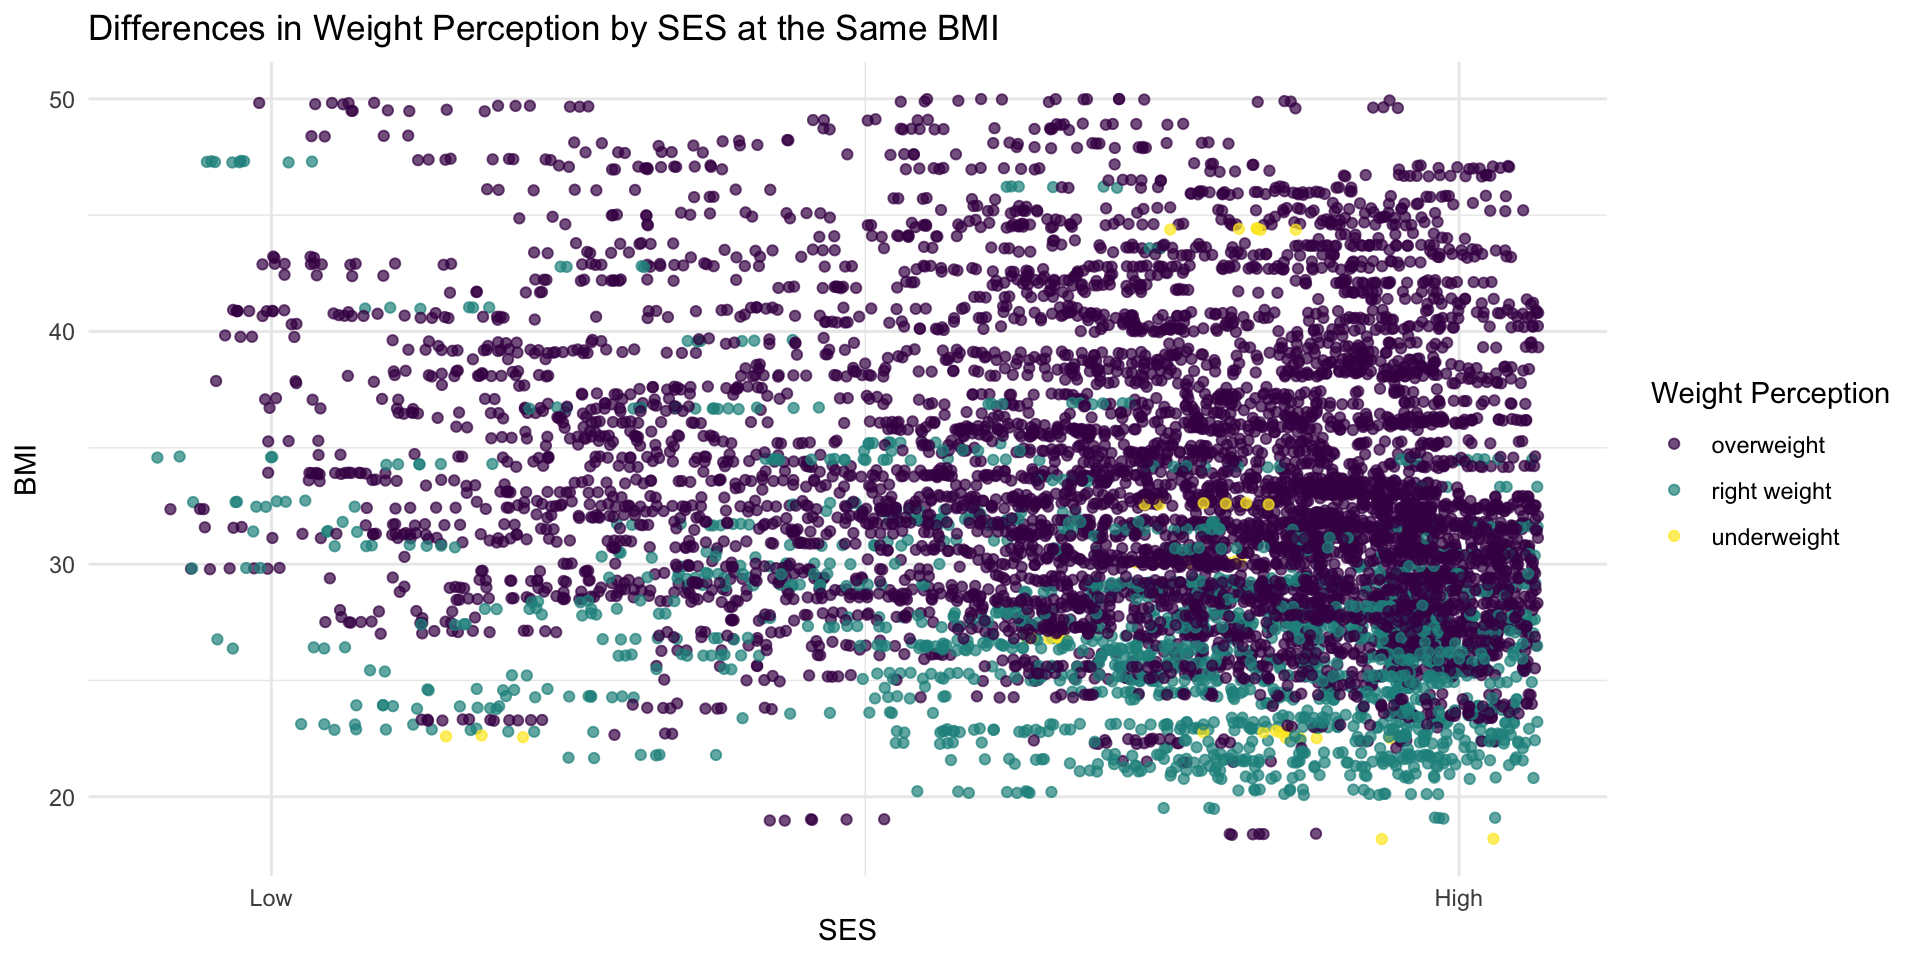 Differences in Weight Perception by SES at the Same BMI
50
40
30
20
BMI
Low
High
SES
Weight Perception
overweight
right weight
underweight